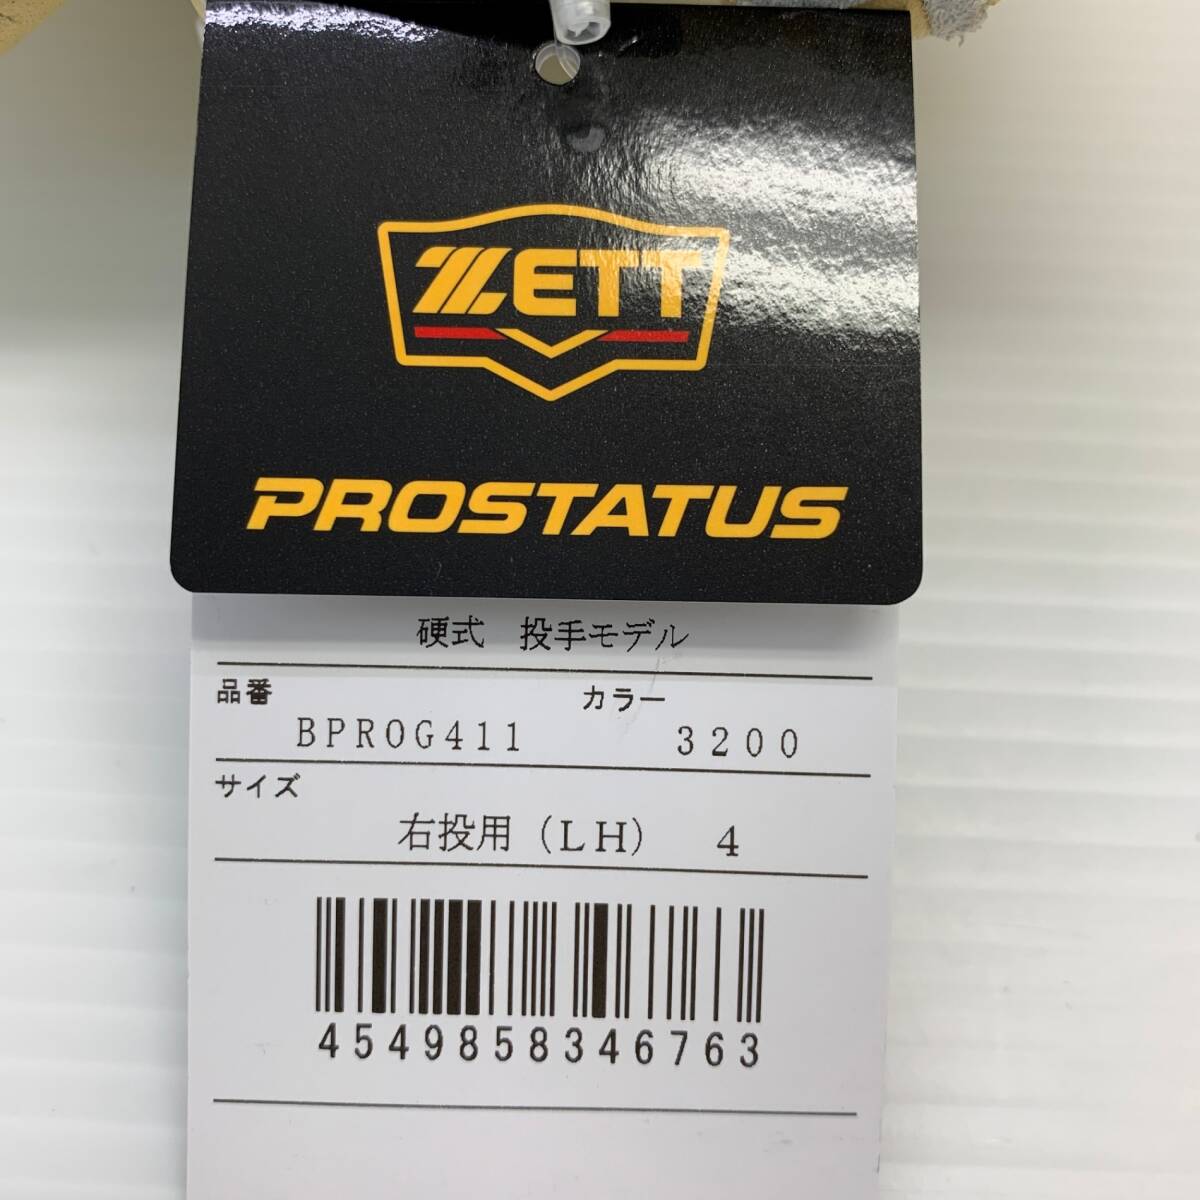 ZETT
PROSTATUS
硬式　投手モデル
品番　カラー
BPROG411　3200
サイズ
右投用（LH）　4
4549858346763